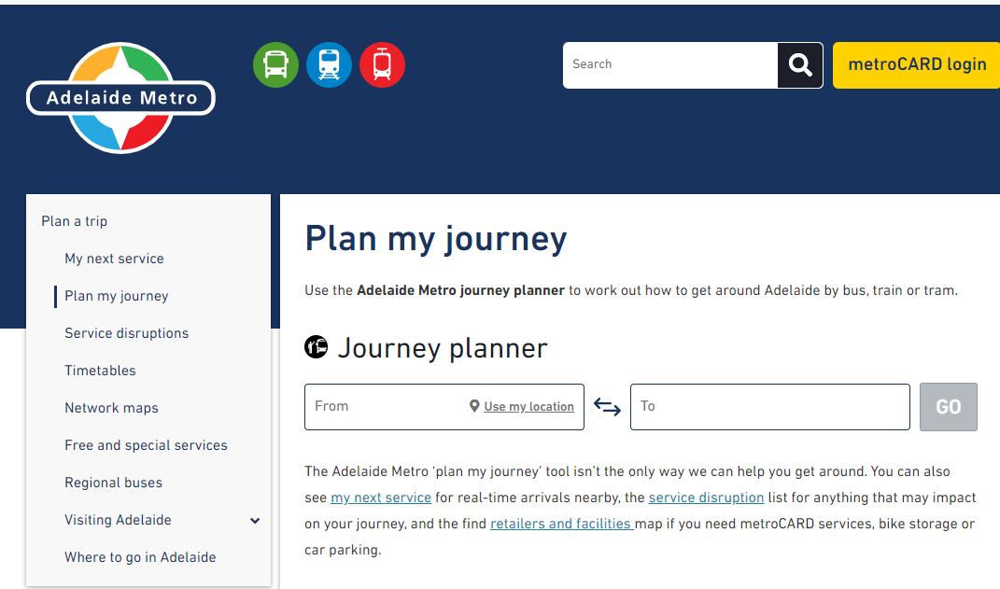 Adelaide Metro
Search
metroCARD login
Plan a trip
My next service
Plan my journey
Service disruptions
Timetables
Network maps
Free and special services
Regional buses
Visiting Adelaide
Where to go in Adelaide
Plan my journey
Use the Adelaide Metro journey planner to work out how to get around Adelaide by bus, train or tram.
Journey planner
From
Use my location
To
GO
The Adelaide Metro ‘plan my journey’ tool isn’t the only way we can help you get around. You can also
see my next service for real-time arrivals nearby, the service disruption list for anything that may impact
on your journey, and the find retailers and facilities map if you need metroCARD services, bike storage or
car parking.